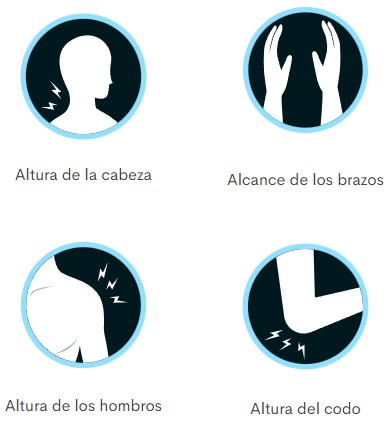 Altura de la cabeza
Alcance de los brazos
Altura de los hombros
Altura del codo